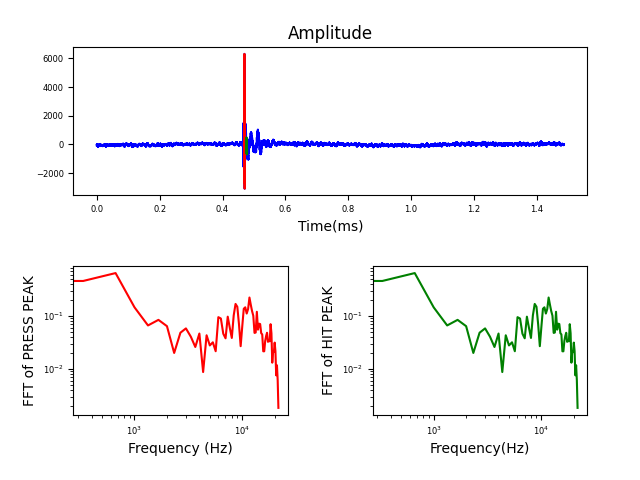 Amplitude
6000
4000
2000
0
−2000
0.0 0.2 0.4 0.6 0.8 1.0 1.2 1.4
Time(ms)
FFT of PRESS PEAK
10⁻¹
10⁻²
10³ 10⁴
Frequency (Hz)
FFT of HIT PEAK
10⁻¹
10⁻²
10³ 10⁴
Frequency(Hz)